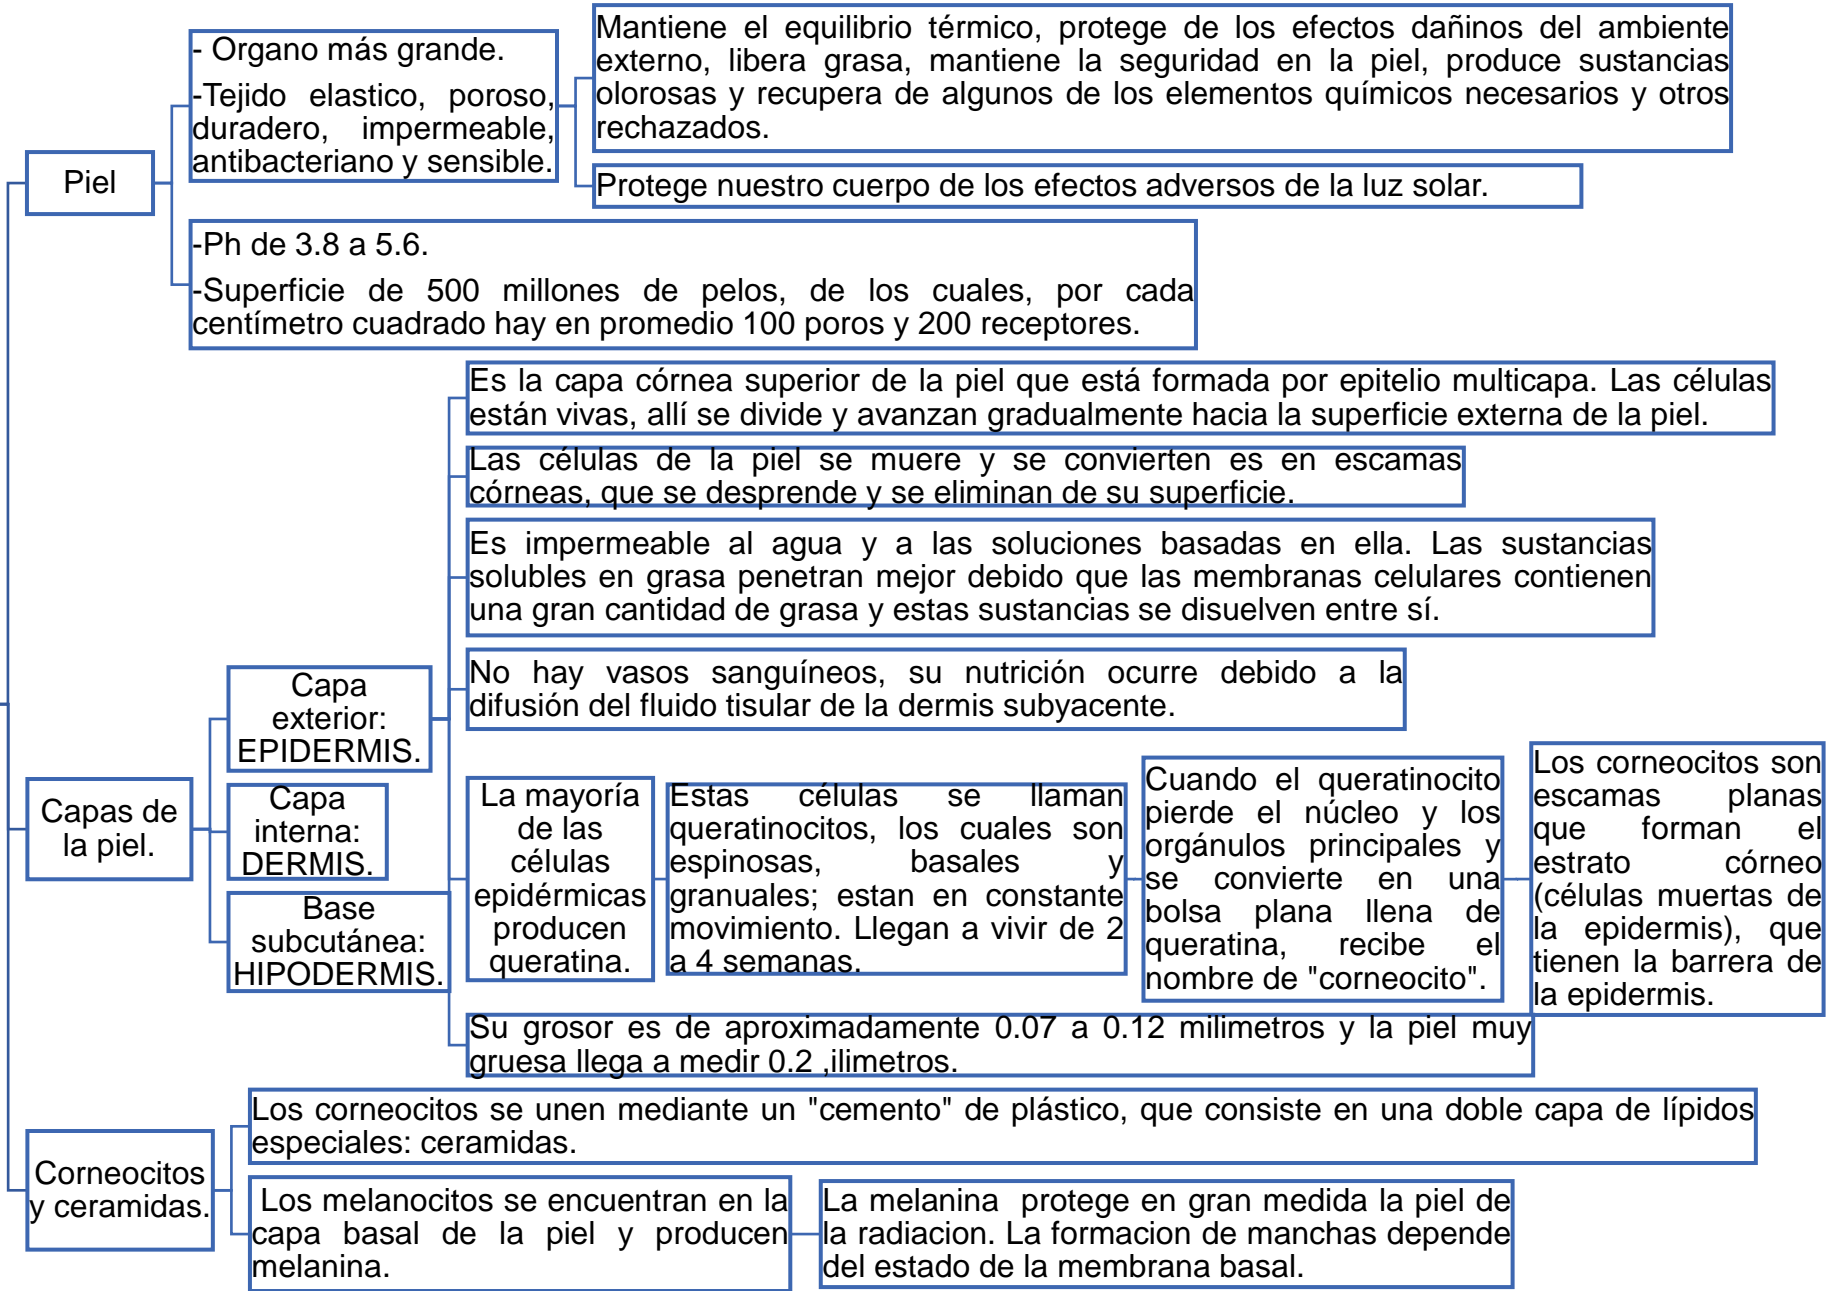 Piel
- Organo más grande.
-Tejido elastico, poroso,
duradero, impermeable,
antibacteriano y sensible.
Mantiene el equilibrio térmico, protege de los efectos dañinos del ambiente
externo, libera grasa, mantiene la seguridad en la piel, produce sustancias
olorosas y recupera de algunos de los elementos químicos necesarios y otros
rechazados.
Protege nuestro cuerpo de los efectos adversos de la luz solar.
-Ph de 3.8 a 5.6.
-Superficie de 500 millones de pelos, de los cuales, por cada
centímetro cuadrado hay en promedio 100 poros y 200 receptores.
Capas de
la piel.
Capa
exterior:
EPIDERMIS.
Es la capa córnea superior de la piel que está formada por epitelio multicapa. Las células
están vivas, allí se divide y avanzan gradualmente hacia la superficie externa de la piel.
Las células de la piel se muere y se convierten es en escamas
córneas, que se desprende y se eliminan de su superficie.
Es impermeable al agua y a las soluciones basadas en ella. Las sustancias
solubles en grasa penetran mejor debido que las membranas celulares contienen
una gran cantidad de grasa y estas sustancias se disuelven entre sí.
No hay vasos sanguíneos, su nutrición ocurre debido a la
difusión del fluido tisular de la dermis subyacente.
La mayoría
de las
células
epidérmicas
producen
queratina.
Estas células se llaman
queratinocitos, los cuales son
espinosas, basales y
granuales; estan en constante
movimiento. Llegan a vivir de 2
a 4 semanas.
Cuando el queratinocito
pierde el núcleo y los
orgánulos principales y
se convierte en una
bolsa plana llena de
queratina, recibe el
nombre de "corneocito".
Los corneocitos son
escamas planas
que forman el
estrato córneo
(células muertas de
la epidermis), que
tienen la barrera de
la epidermis.
Su grosor es de aproximadamente 0.07 a 0.12 milimetros y la piel muy
gruesa llega a medir 0.2 ,ilimetros.
Capa
interna:
DERMIS.
Base
subcutánea:
HIPODERMIS.
Corneocitos
y ceramidas.
Los corneocitos se unen mediante un "cemento" de plástico, que consiste en una doble capa de lípidos
especiales: ceramidas.
Los melanocitos se encuentran en la
capa basal de la piel y producen
melanina.
La melanina protege en gran medida la piel de
la radiacion. La formacion de manchas depende
del estado de la membrana basal.